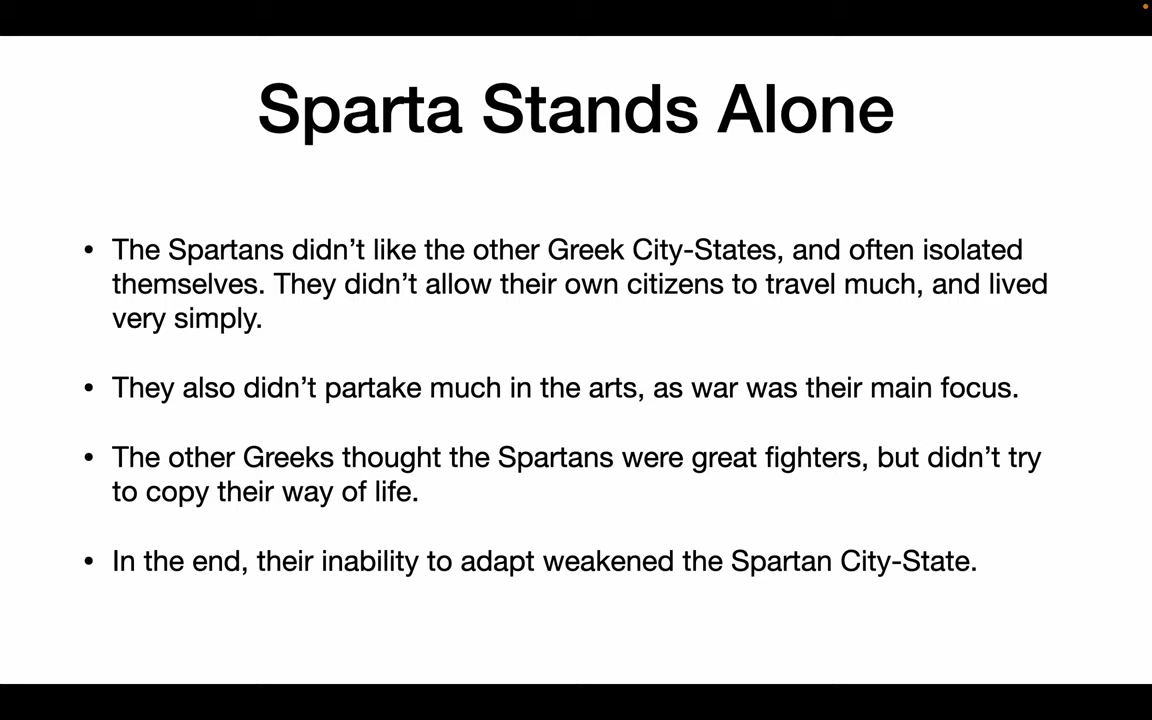 Sparta Stands Alone
• The Spartans didn’t like the other Greek City-States, and often isolated
themselves. They didn’t allow their own citizens to travel much, and lived
very simply.
• They also didn’t partake much in the arts, as war was their main focus.
• The other Greeks thought the Spartans were great fighters, but didn’t try
to copy their way of life.
• In the end, their inability to adapt weakened the Spartan City-State.